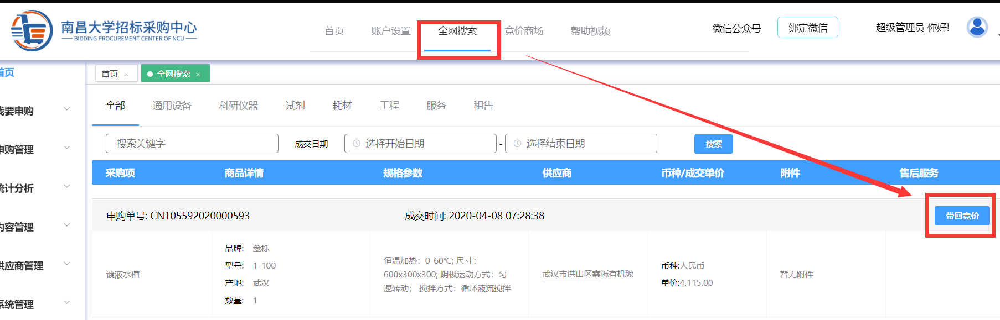 南昌大学招标采购中心
BIDDING PROCUREMENT CENTER OF NCU
首页 账户设置 全网搜索 竞价商场 帮助视频 微信公众号 绑定微信 超级管理员 你好!
首页
首页 × 全网搜索 ×
全部 通用设备 科研仪器 试剂 耗材 工程 服务 租售
我要申购
搜索关键字 成交日期 选择开始日期 - 选择结束日期 搜索
申购管理
采购项 商品详情 规格参数 供应商 币种/成交单价 附件 售后服务
统计分析
申购单号: CN105592020000593 成交时间: 2020-04-08 07:28:38 带回竞价
内容管理
供应商管理
系统管理
镀液水槽
品牌: 鑫栎
型号: 1-100
产地: 武汉
数量: 1
恒温加热：0-60℃; 尺寸：
600x300x300; 阴极运动方式：匀
速转动； 搅拌方式：循环液流搅拌
武汉市洪山区鑫栎有机玻
币种:人民币
单价:4,115.00
暂无附件